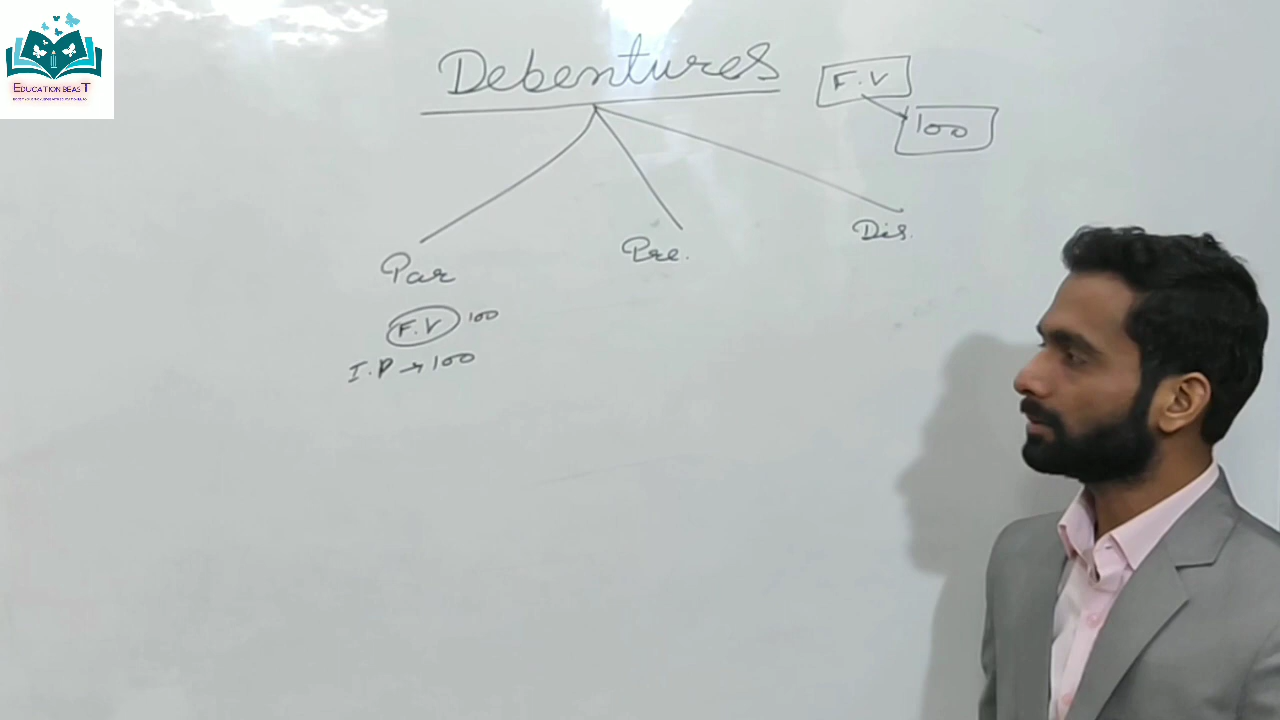 EDUCATION BEAST
Debentures
F.V
100
Par
Pre.
Dis.
F.V 100
I.P → 100